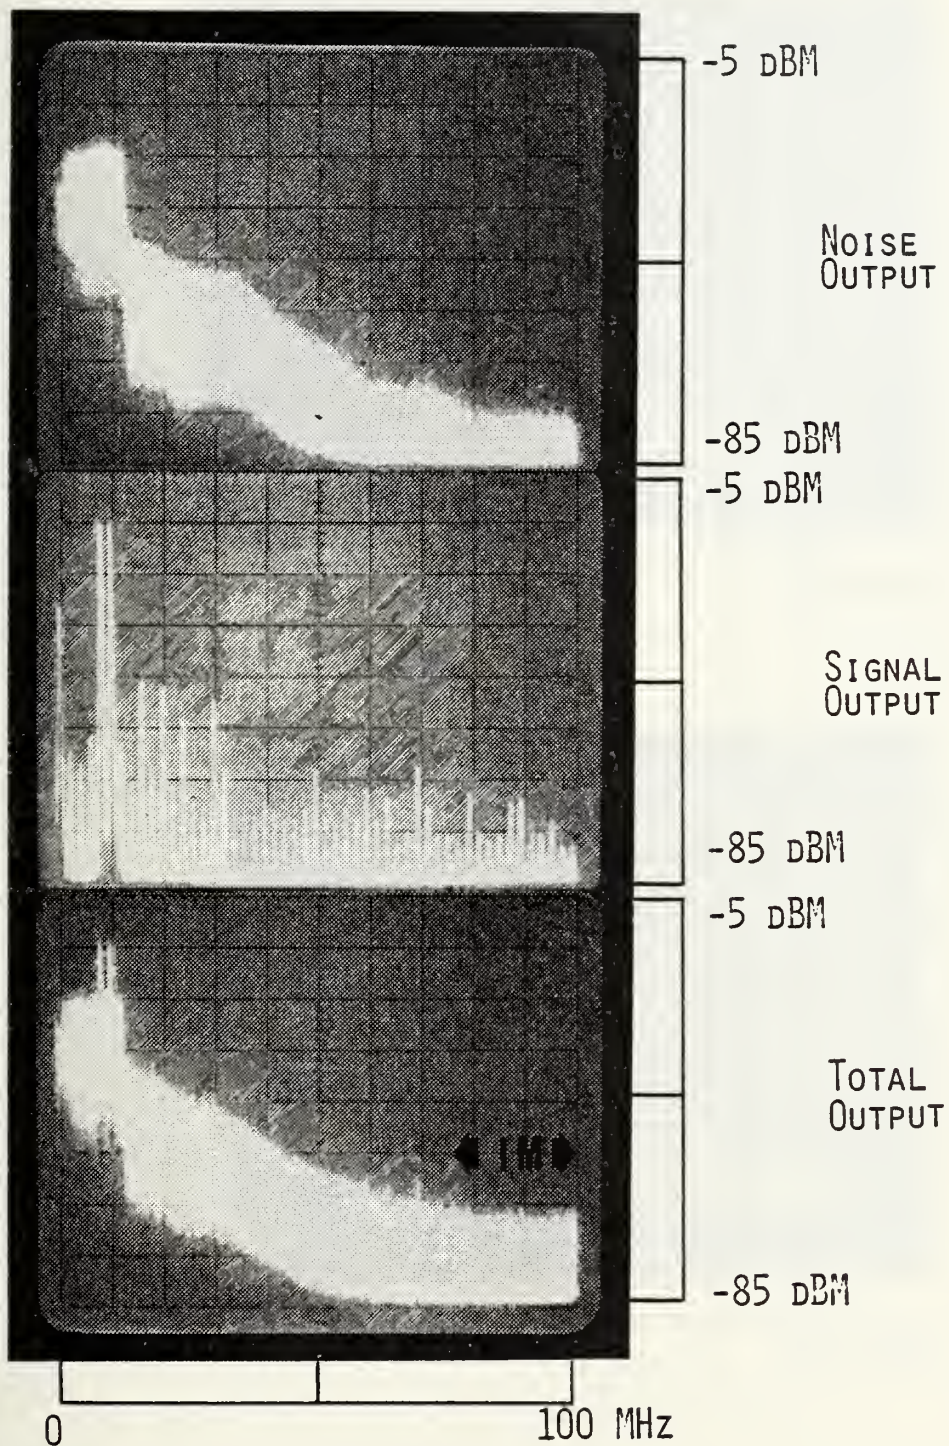 -5 dBM
NOISE
OUTPUT
-85 dBM
-5 dBM
SIGNAL
OUTPUT
-85 dBM
-5 dBM
TOTAL
OUTPUT
IM
-85 dBM
0
100 MHz